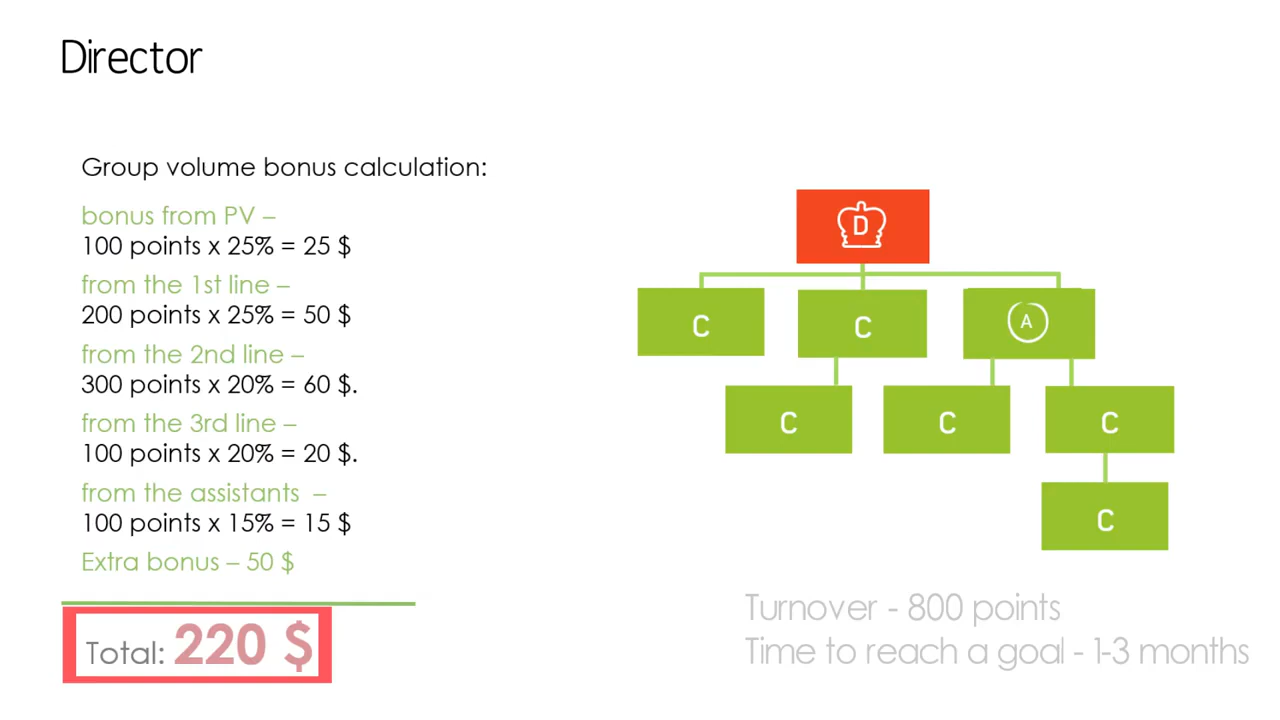 Director
Group volume bonus calculation:
bonus from PV –
100 points x 25% = 25 $
from the 1st line –
200 points x 25% = 50 $
from the 2nd line –
300 points x 20% = 60 $.
from the 3rd line –
100 points x 20% = 20 $.
from the assistants –
100 points x 15% = 15 $
Extra bonus – 50 $
Total: 220 $
D
C C A
C C C
C
Turnover - 800 points
Time to reach a goal - 1-3 months